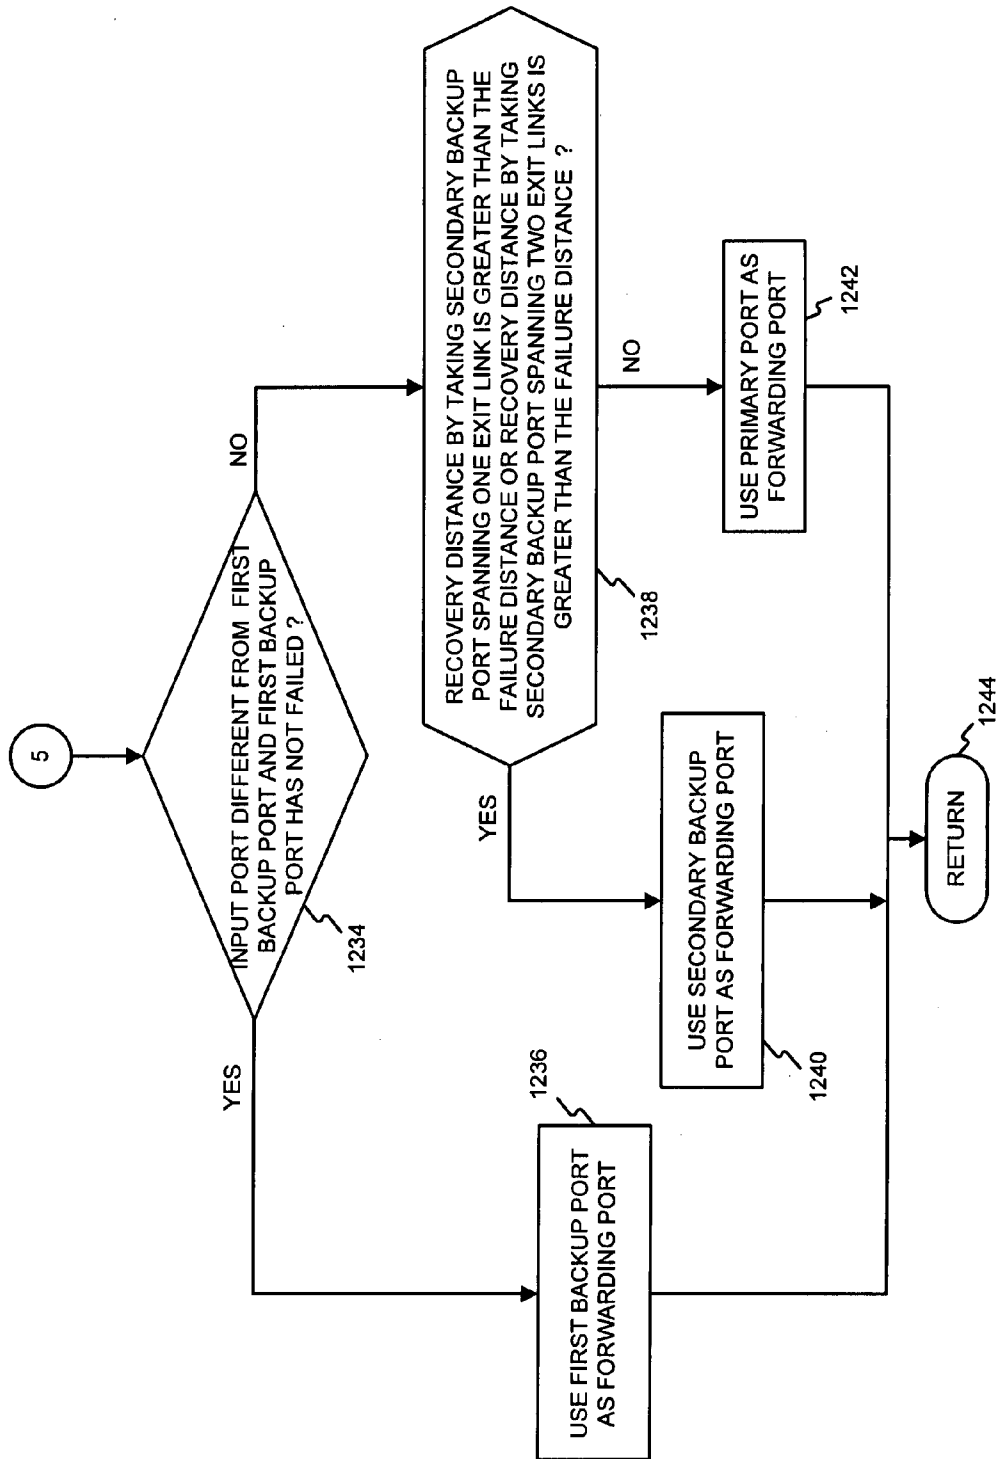 5
INPUT PORT DIFFERENT FROM FIRST
BACKUP PORT AND FIRST BACKUP
PORT HAS NOT FAILED ?
1234
YES
NO
USE FIRST BACKUP PORT
AS FORWARDING PORT
1236
RECOVERY DISTANCE BY TAKING SECONDARY BACKUP
PORT SPANNING ONE EXIT LINK IS GREATER THAN THE
FAILURE DISTANCE OR RECOVERY DISTANCE BY TAKING
SECONDARY BACKUP PORT SPANNING TWO EXIT LINKS IS
GREATER THAN THE FAILURE DISTANCE ?
1238
YES
NO
USE SECONDARY BACKUP
PORT AS FORWARDING PORT
1240
USE PRIMARY PORT AS
FORWARDING PORT
1242
RETURN
1244